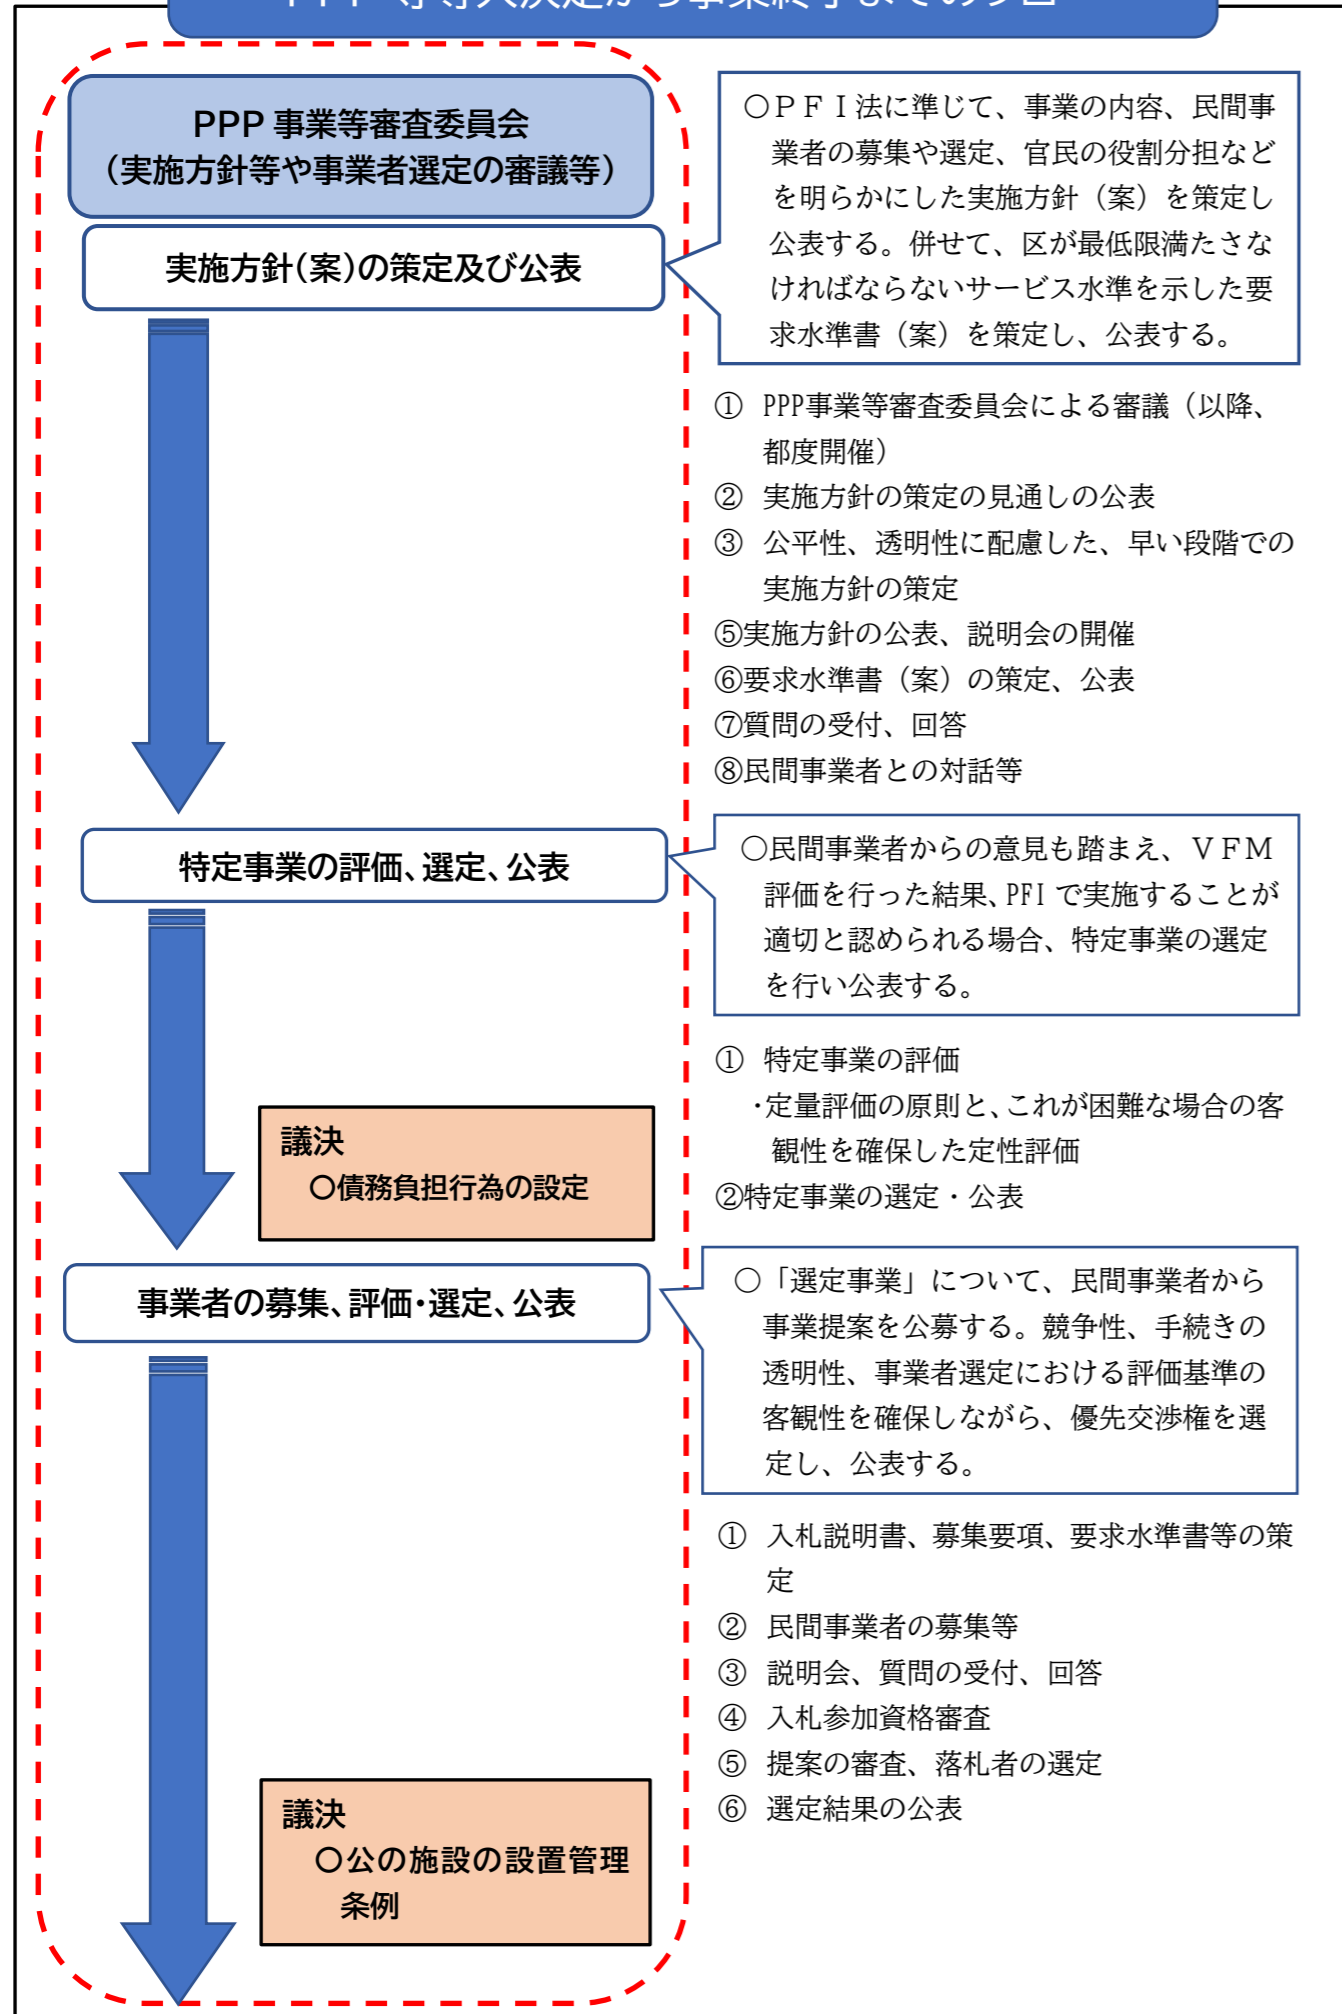 PPP事業等審査委員会
（実施方針等や事業者選定の審議等）
実施方針（案）の策定及び公表
〇ＰＦＩ法に準じて、事業の内容、民間事
業者の募集や選定、官民の役割分担など
を明らかにした実施方針（案）を策定し
公表する。併せて、区が最低限満たさな
ければならないサービス水準を示した要
求水準書（案）を策定し、公表する。
① PPP事業等審査委員会による審議（以降、
都度開催）
② 実施方針の策定の見通しの公表
③ 公平性、透明性に配慮した、早い段階での
実施方針の策定
⑤実施方針の公表、説明会の開催
⑥要求水準書（案）の策定、公表
⑦質問の受付、回答
⑧民間事業者との対話等
特定事業の評価、選定、公表
〇民間事業者からの意見も踏まえ、ＶＦＭ
評価を行った結果、PFIで実施することが
適切と認められる場合、特定事業の選定
を行い公表する。
① 特定事業の評価
・定量評価の原則と、これが困難な場合の客
観性を確保した定性評価
②特定事業の選定・公表
議決
〇債務負担行為の設定
事業者の募集、評価・選定、公表
〇「選定事業」について、民間事業者から
事業提案を公募する。競争性、手続きの
透明性、事業者選定における評価基準の
客観性を確保しながら、優先交渉権を選
定し、公表する。
① 入札説明書、募集要項、要求水準書等の策
定
② 民間事業者の募集等
③ 説明会、質問の受付、回答
④ 入札参加資格審査
⑤ 提案の審査、落札者の選定
⑥ 選定結果の公表
議決
〇公の施設の設置管理
条例